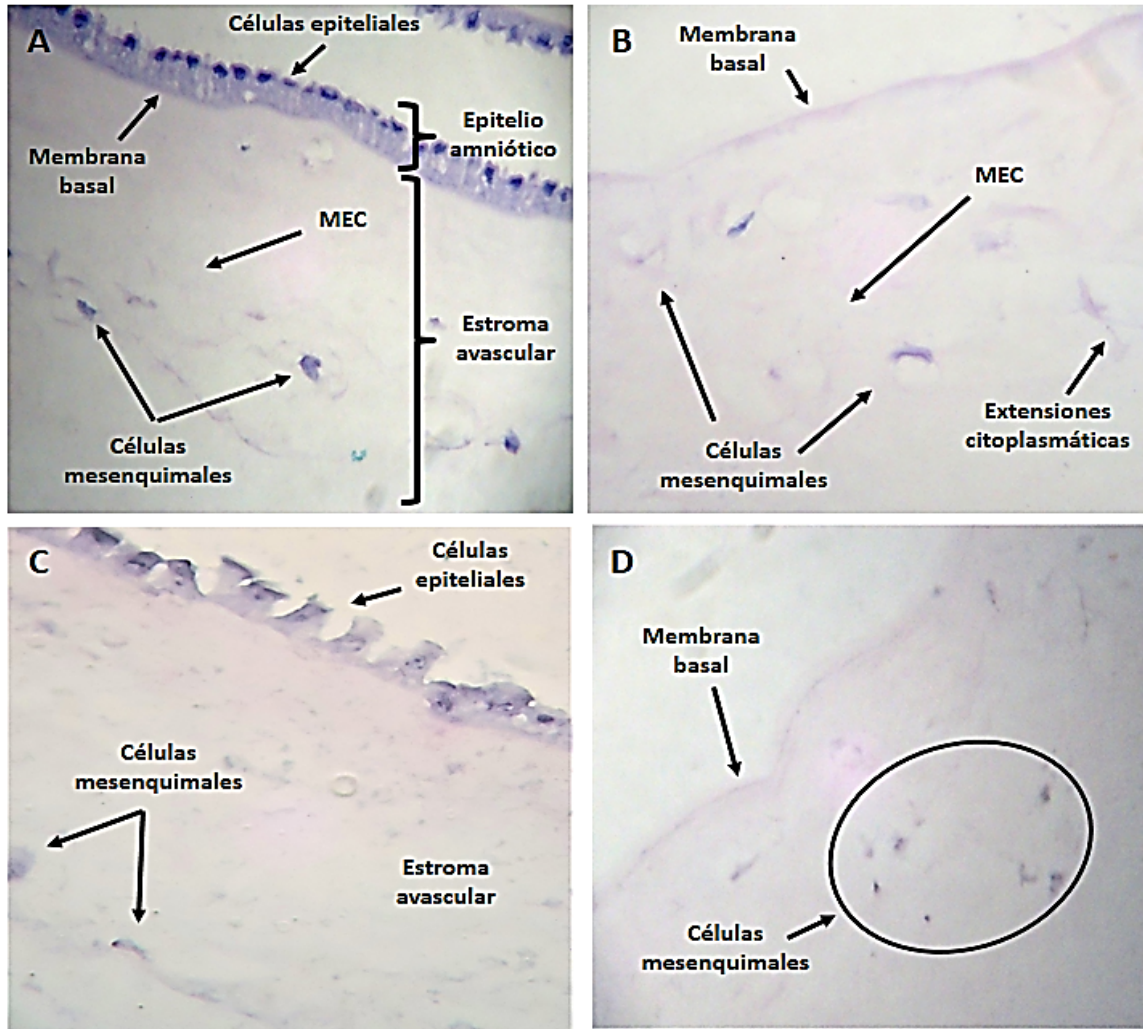 A
Células epiteliales
Membrana
basal
Epitelio
amniótico
MEC
Estroma
avascular
Células
mesenquimales
B
Membrana
basal
MEC
Células
mesenquimales
Extensiones
citoplasmáticas
C
Células
epiteliales
Células
mesenquimales
Estroma
avascular
D
Membrana
basal
Células
mesenquimales